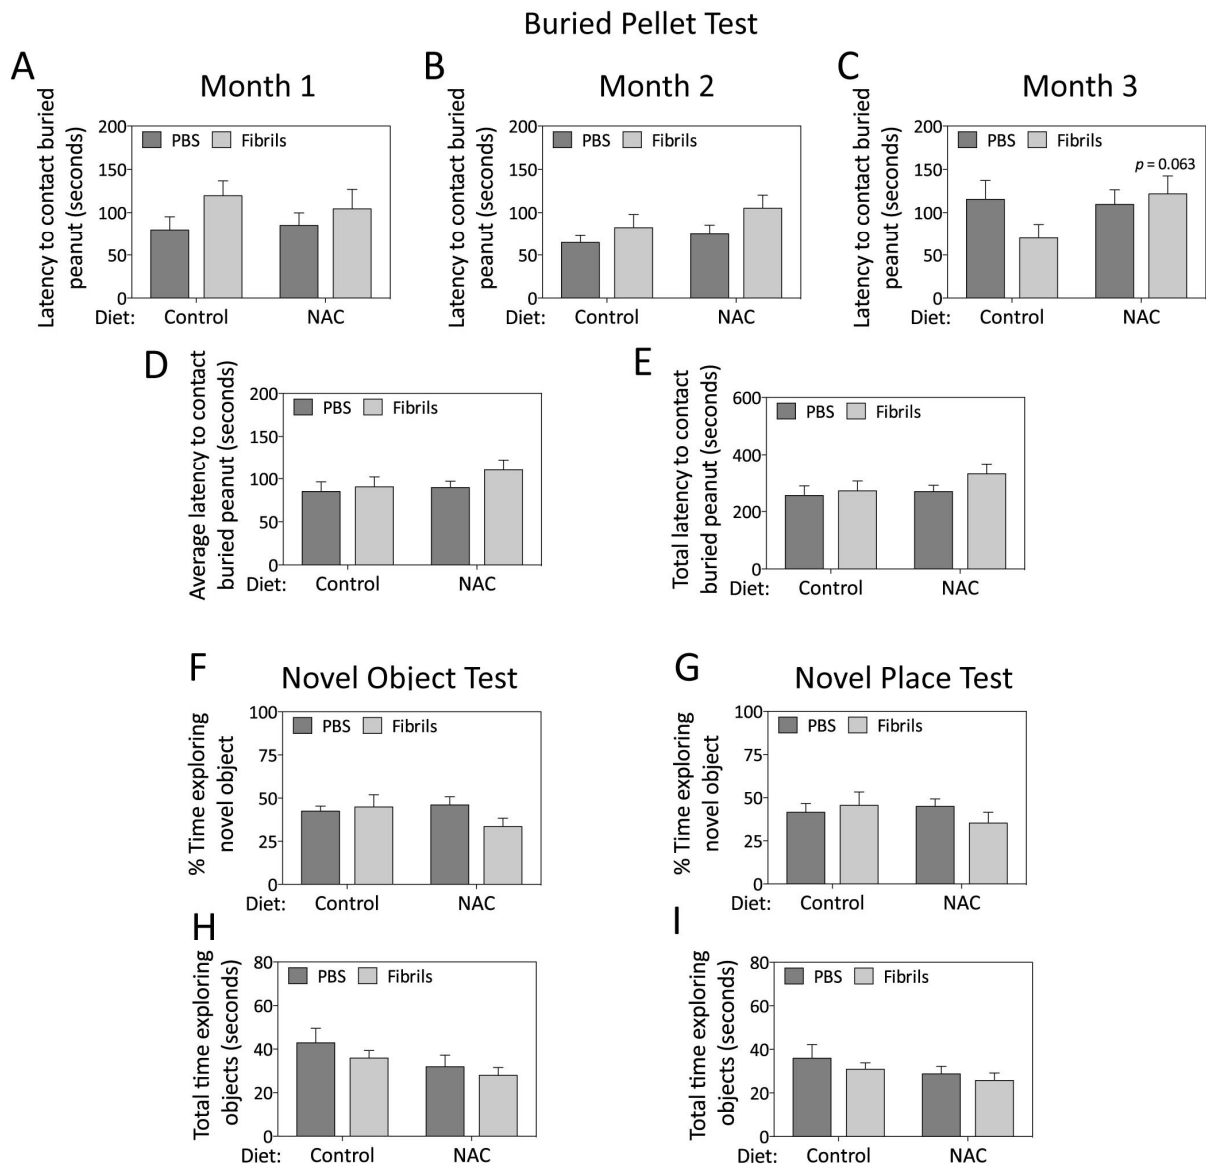 Buried Pellet Test
A
Month 1
Latency to contact buried
peanut (seconds)
200
150
100
50
0
PBS Fibrils
Diet: Control NAC
B
Month 2
Latency to contact buried
peanut (seconds)
200
150
100
50
0
PBS Fibrils
Diet: Control NAC
C
Month 3
Latency to contact buried
peanut (seconds)
200
150
100
50
0
PBS Fibrils
p = 0.063
Diet: Control NAC
D
Average latency to contact
buried peanut (seconds)
200
150
100
50
0
PBS Fibrils
Diet: Control NAC
E
Total latency to contact
buried peanut (seconds)
600
400
200
0
PBS Fibrils
Diet: Control NAC
F
Novel Object Test
% Time exploring
novel object
100
75
50
25
0
PBS Fibrils
Diet: Control NAC
G
Novel Place Test
% Time exploring
novel object
100
75
50
25
0
PBS Fibrils
Diet: Control NAC
H
Total time exploring
objects (seconds)
80
60
40
20
0
PBS Fibrils
Diet: Control NAC
I
Total time exploring
objects (seconds)
80
60
40
20
0
PBS Fibrils
Diet: Control NAC